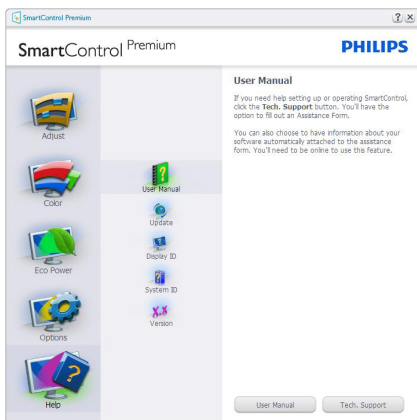 SmartControl Premium
SmartControl Premium
PHILIPS
Adjust
Color
Eco Power
Options
Help
User Manual
Update
Display ID
System ID
X.X
Version
User Manual
If you need help setting up or operating SmartControl,
click the Tech. Support button. You'll have the
option to fill out an Assistance Form.
You can also choose to have information about your
software automatically attached to the assistance
form. You'll need to be online to use this feature.
User Manual
Tech. Support